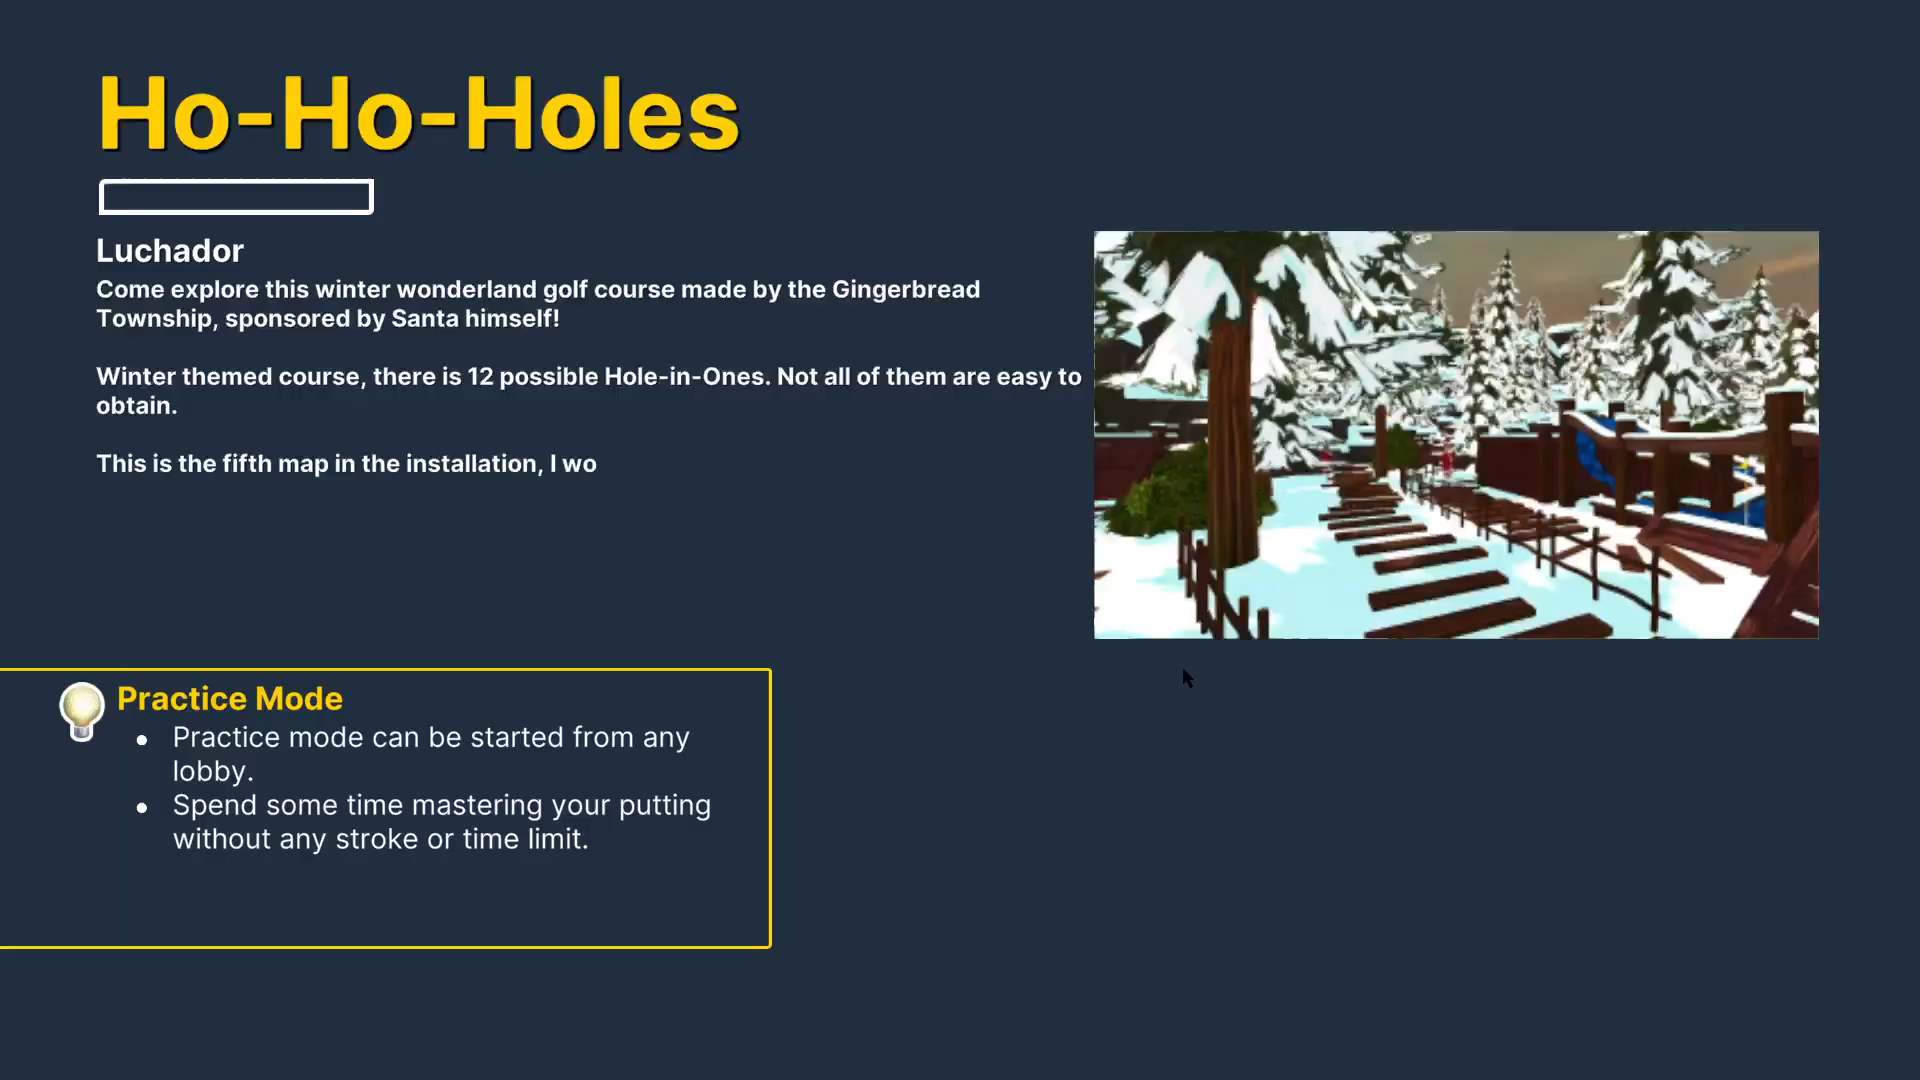 Ho-Ho-Holes
Luchador
Come explore this winter wonderland golf course made by the Gingerbread
Township, sponsored by Santa himself!
Winter themed course, there is 12 possible Hole-in-Ones. Not all of them are easy to
obtain.
This is the fifth map in the installation, I wo
Practice Mode
• Practice mode can be started from any
lobby.
• Spend some time mastering your putting
without any stroke or time limit.